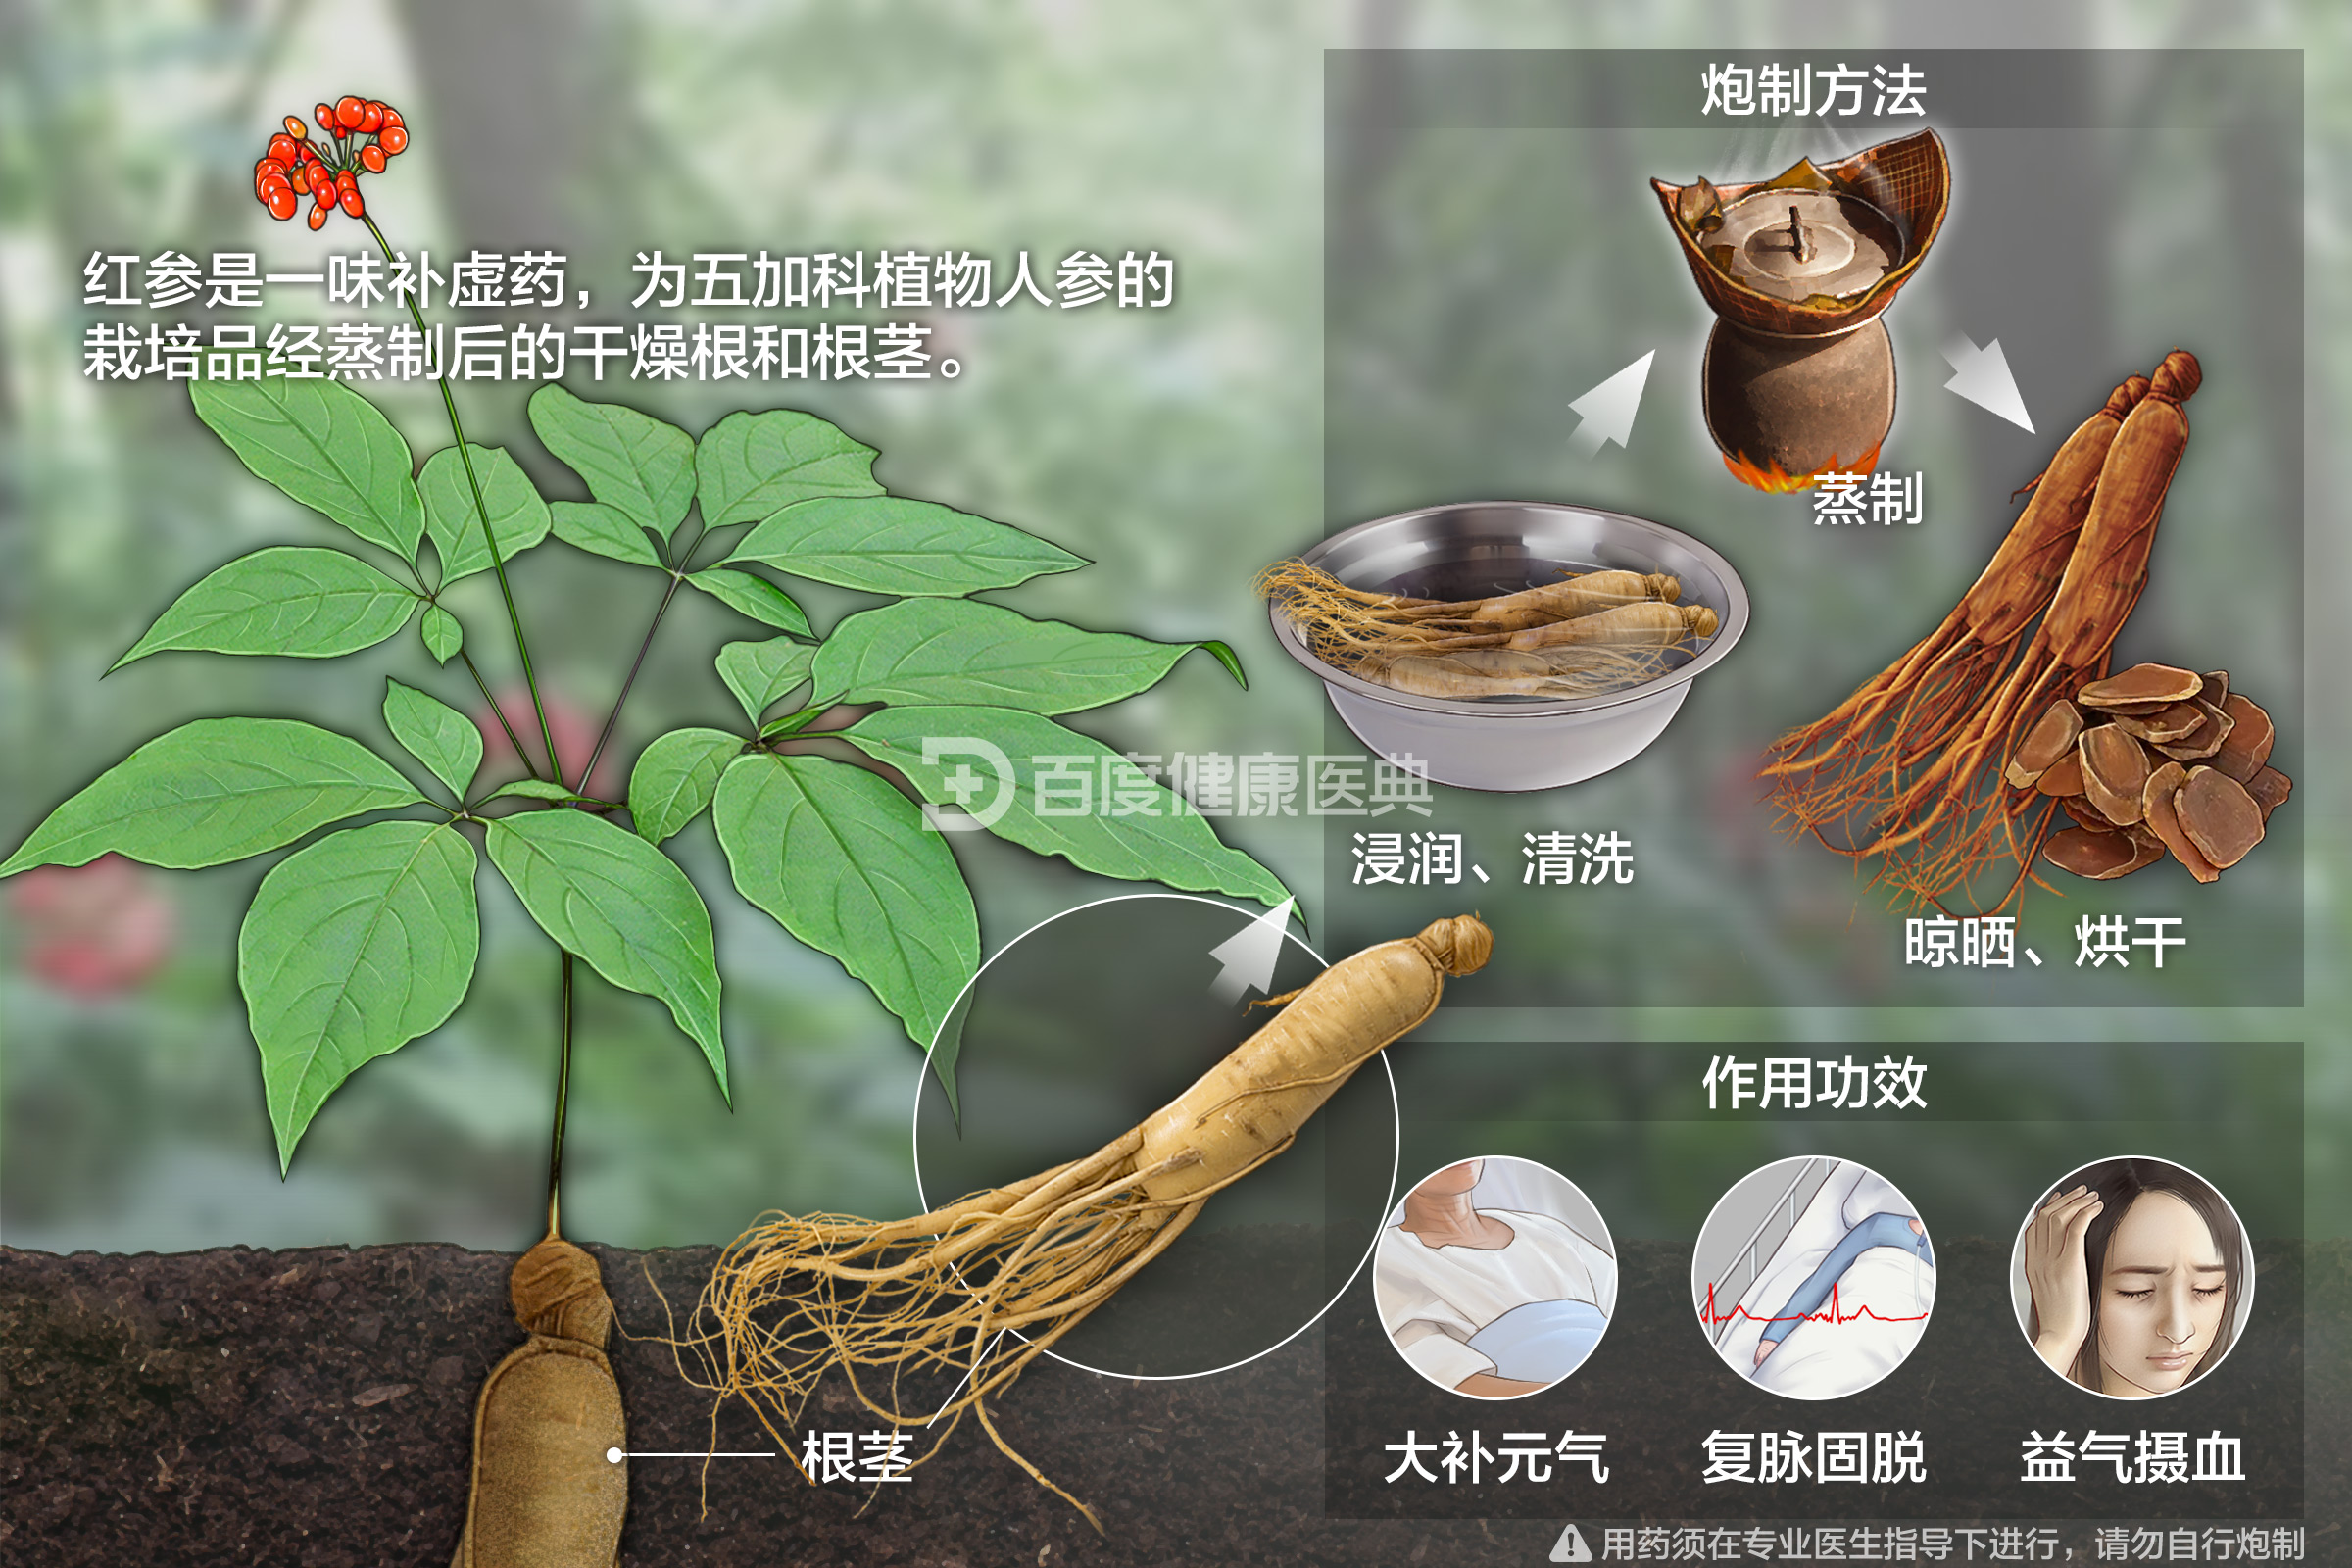 红参是一味补虚药，为五加科植物人参的
栽培品经蒸制后的干燥根和根茎。
炮制方法
蒸制
浸润、清洗
晾晒、烘干
百度健康医典
根茎
作用功效
大补元气
复脉固脱
益气摄血
用药须在专业医生指导下进行，请勿自行炮制